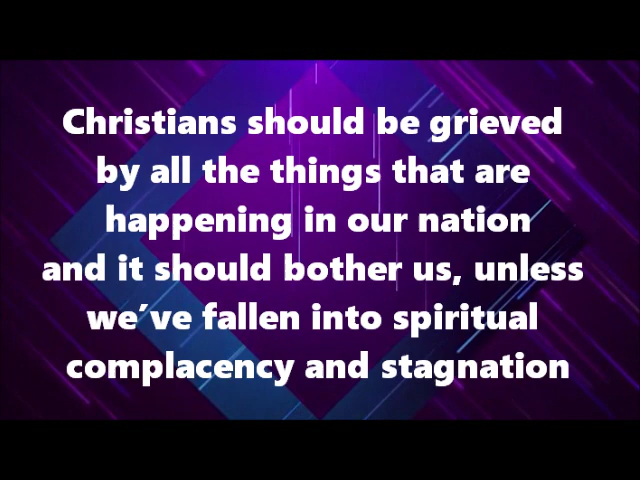 Christians should be grieved
by all the things that are
happening in our nation
and it should bother us, unless
we´ve fallen into spiritual
complacency and stagnation